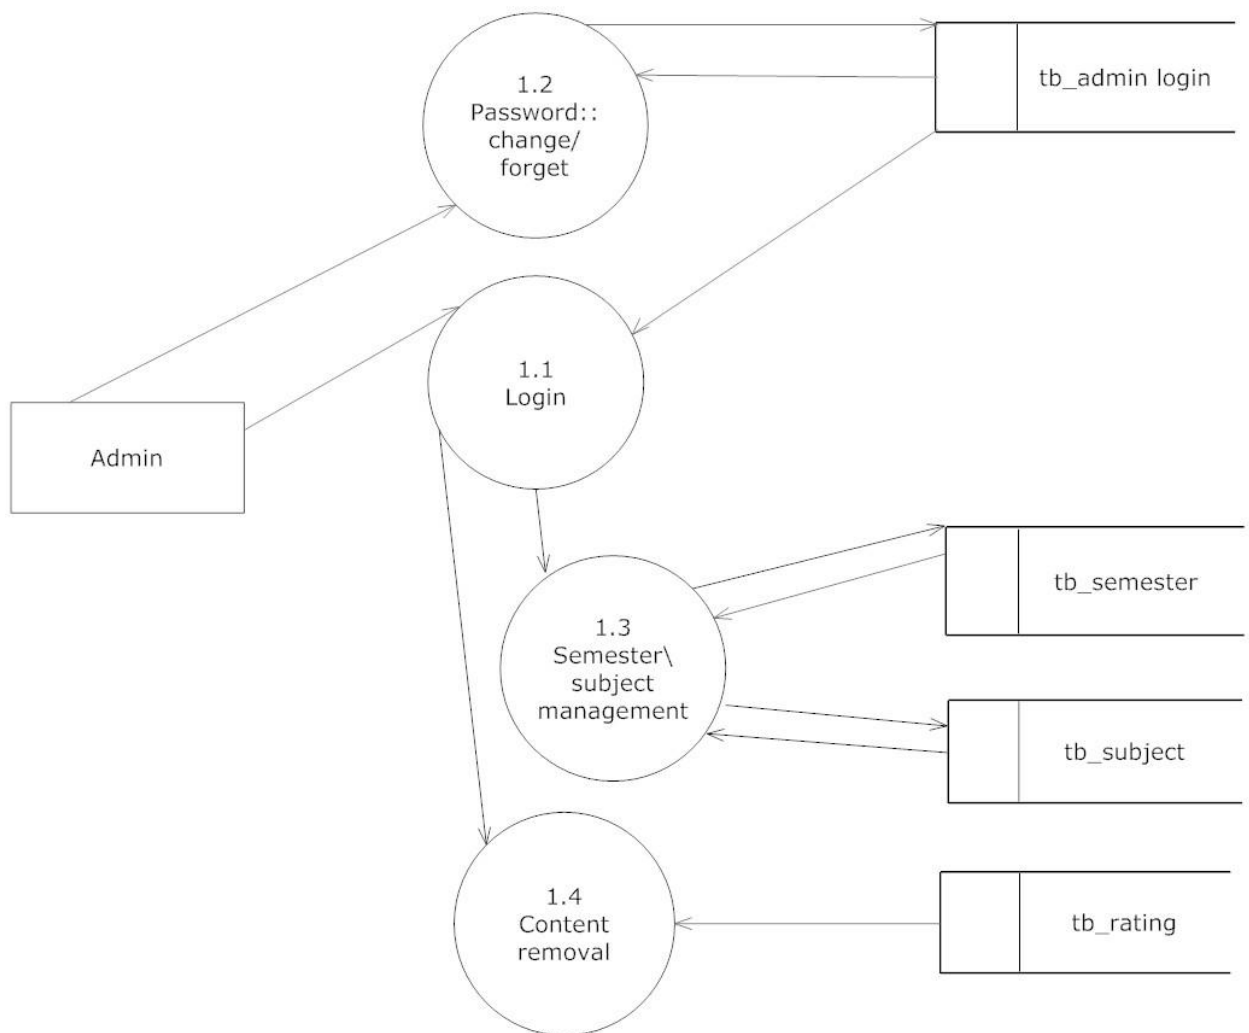 1.2
Password::
change/
forget
tb_admin login
1.1
Login
Admin
1.3
Semester\
subject
management
tb_semester
tb_subject
1.4
Content
removal
tb_rating